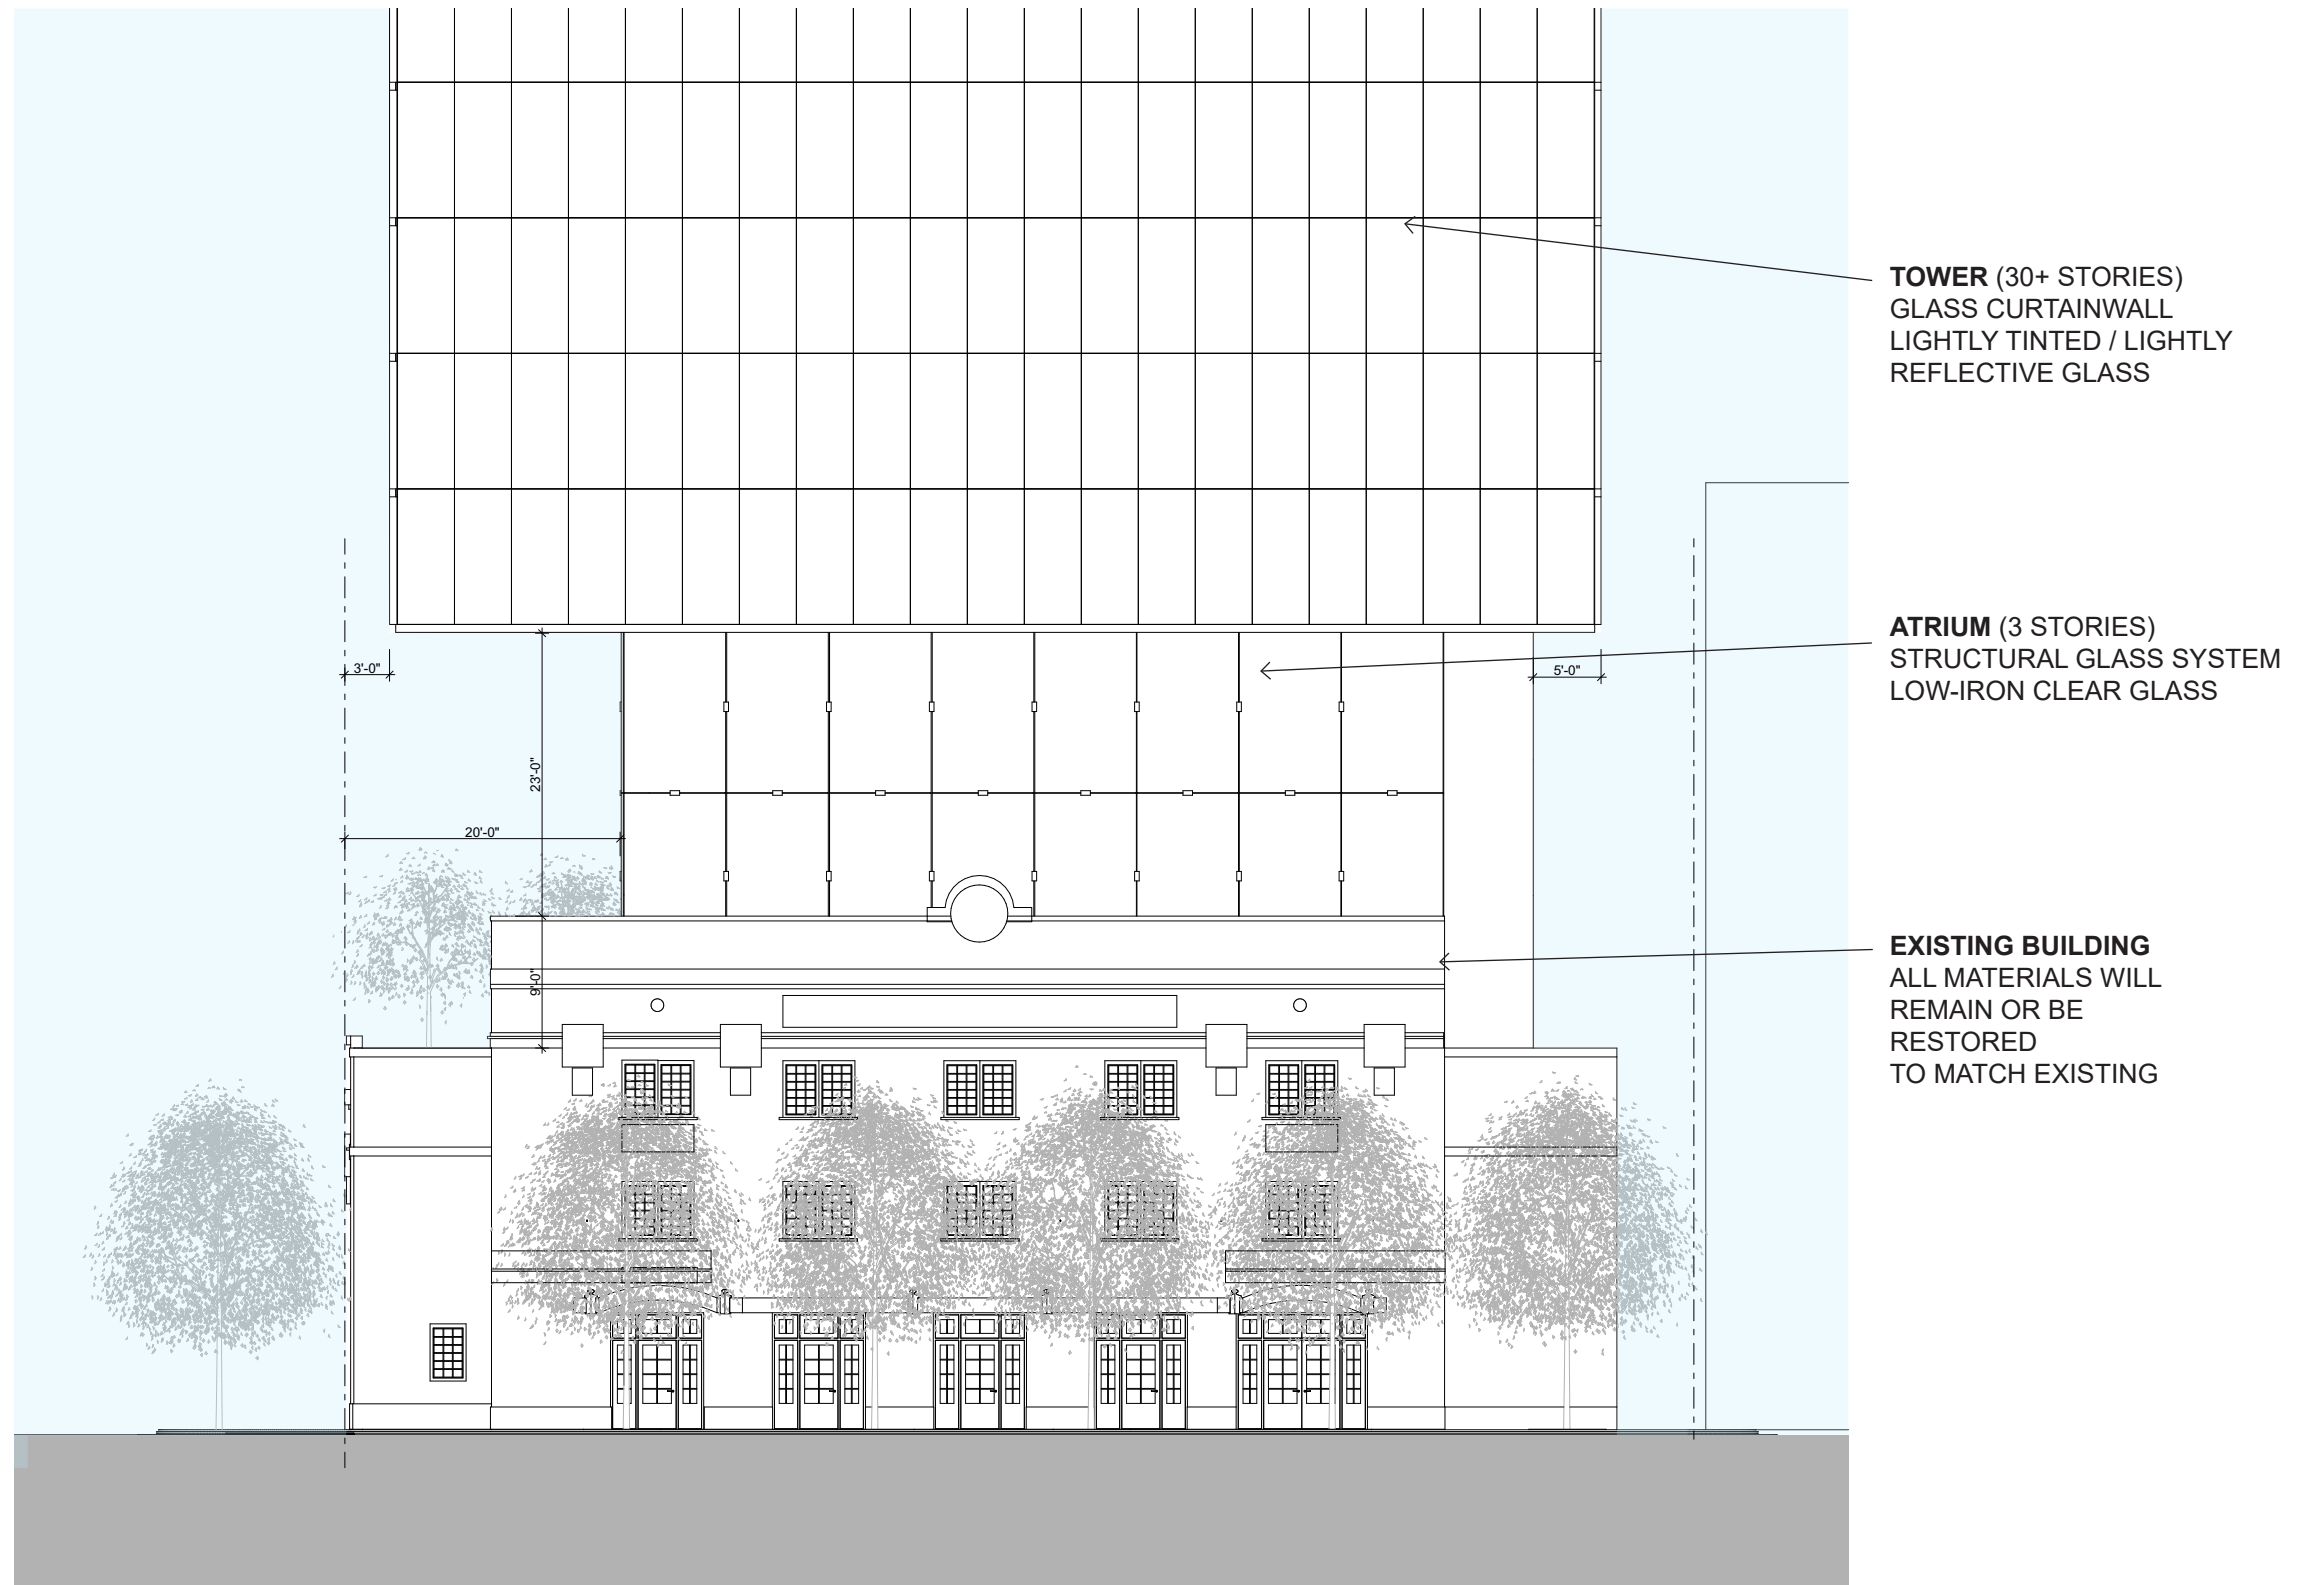 TOWER (30+ STORIES)
GLASS CURTAINWALL
LIGHTLY TINTED / LIGHTLY
REFLECTIVE GLASS
ATRIUM (3 STORIES)
STRUCTURAL GLASS SYSTEM
LOW-IRON CLEAR GLASS
3'-0"
5'-0"
23'-0"
20'-0"
EXISTING BUILDING
ALL MATERIALS WILL
REMAIN OR BE
RESTORED
TO MATCH EXISTING
9'-0"